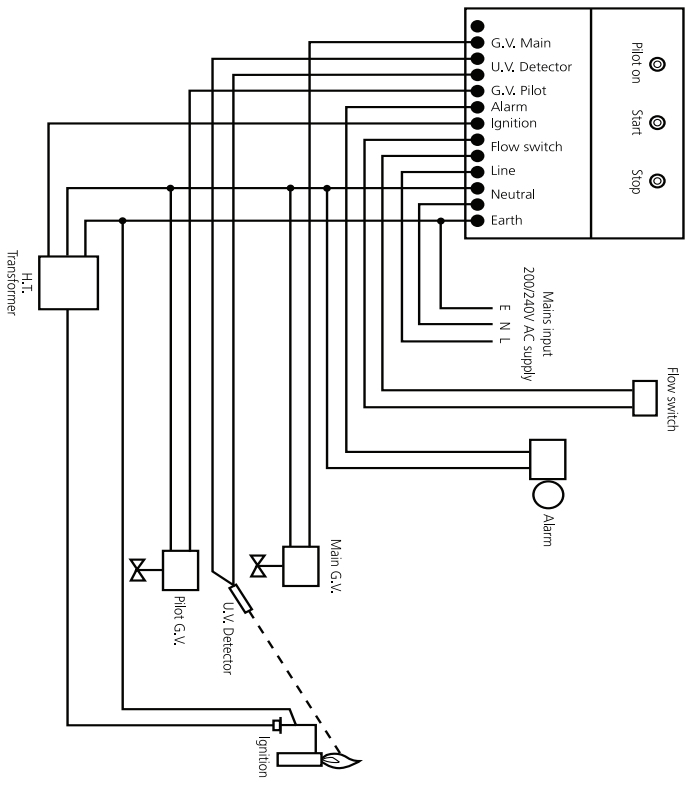 G.V. Main
U.V. Detector
G.V. Pilot
Alarm
Ignition
Flow switch
Line
Neutral
Earth
Pilot on
Start
Stop
Mains input
200/240V AC supply
E N L
H.T.
Transformer
Flow switch
Alarm
Main G.V.
Pilot G.V.
U.V. Detector
Ignition